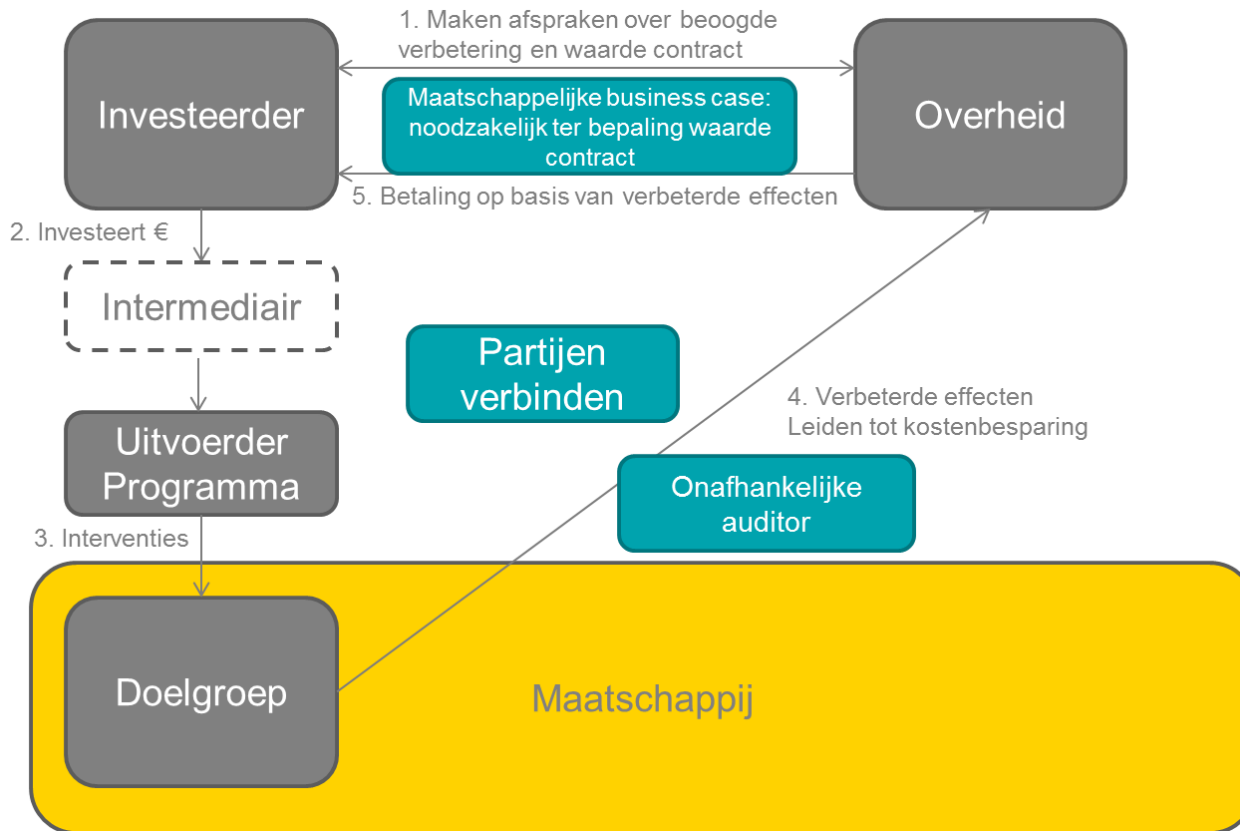 1. Maken afspraken over beoogde
verbetering en waarde contract
Investeerder
Maatschappelijke business case:
noodzakelijk ter bepaling waarde
contract
Overheid
5. Betaling op basis van verbeterde effecten
2. Investeert €
Intermediair
Partijen
verbinden
4. Verbeterde effecten
Leiden tot kostenbesparing
Uitvoerder
Programma
Onafhankelijke
auditor
3. Interventies
Doelgroep
Maatschappij